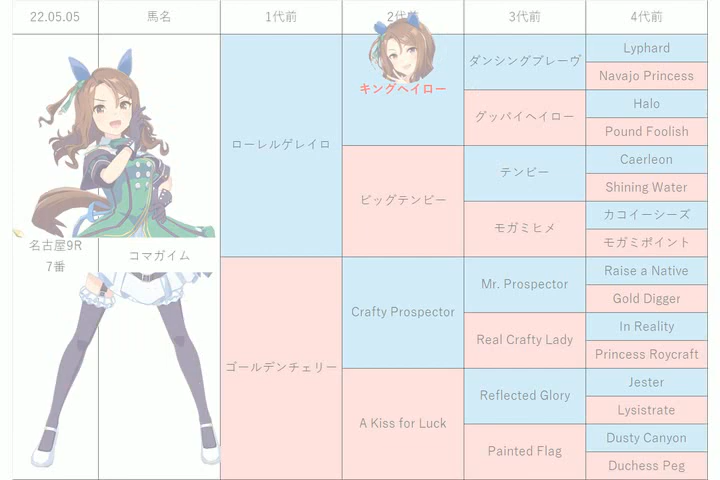 22.05.05
馬名
1代前
2代前
3代前
4代前
名古屋9R
7番
コマガイム
ローレルゲレイロ
ゴールデンチェリー
キングヘイロー
ビッグテンビー
Crafty Prospector
A Kiss for Luck
ダンシングブレーヴ
グッバイヘイロー
テンビー
モガミヒメ
Mr. Prospector
Real Crafty Lady
Reflected Glory
Painted Flag
Lyphard
Navajo Princess
Halo
Pound Foolish
Caerleon
Shining Water
カコイーシーズ
モガミポイント
Raise a Native
Gold Digger
In Reality
Princess Roycraft
Jester
Lysistrate
Dusty Canyon
Duchess Peg